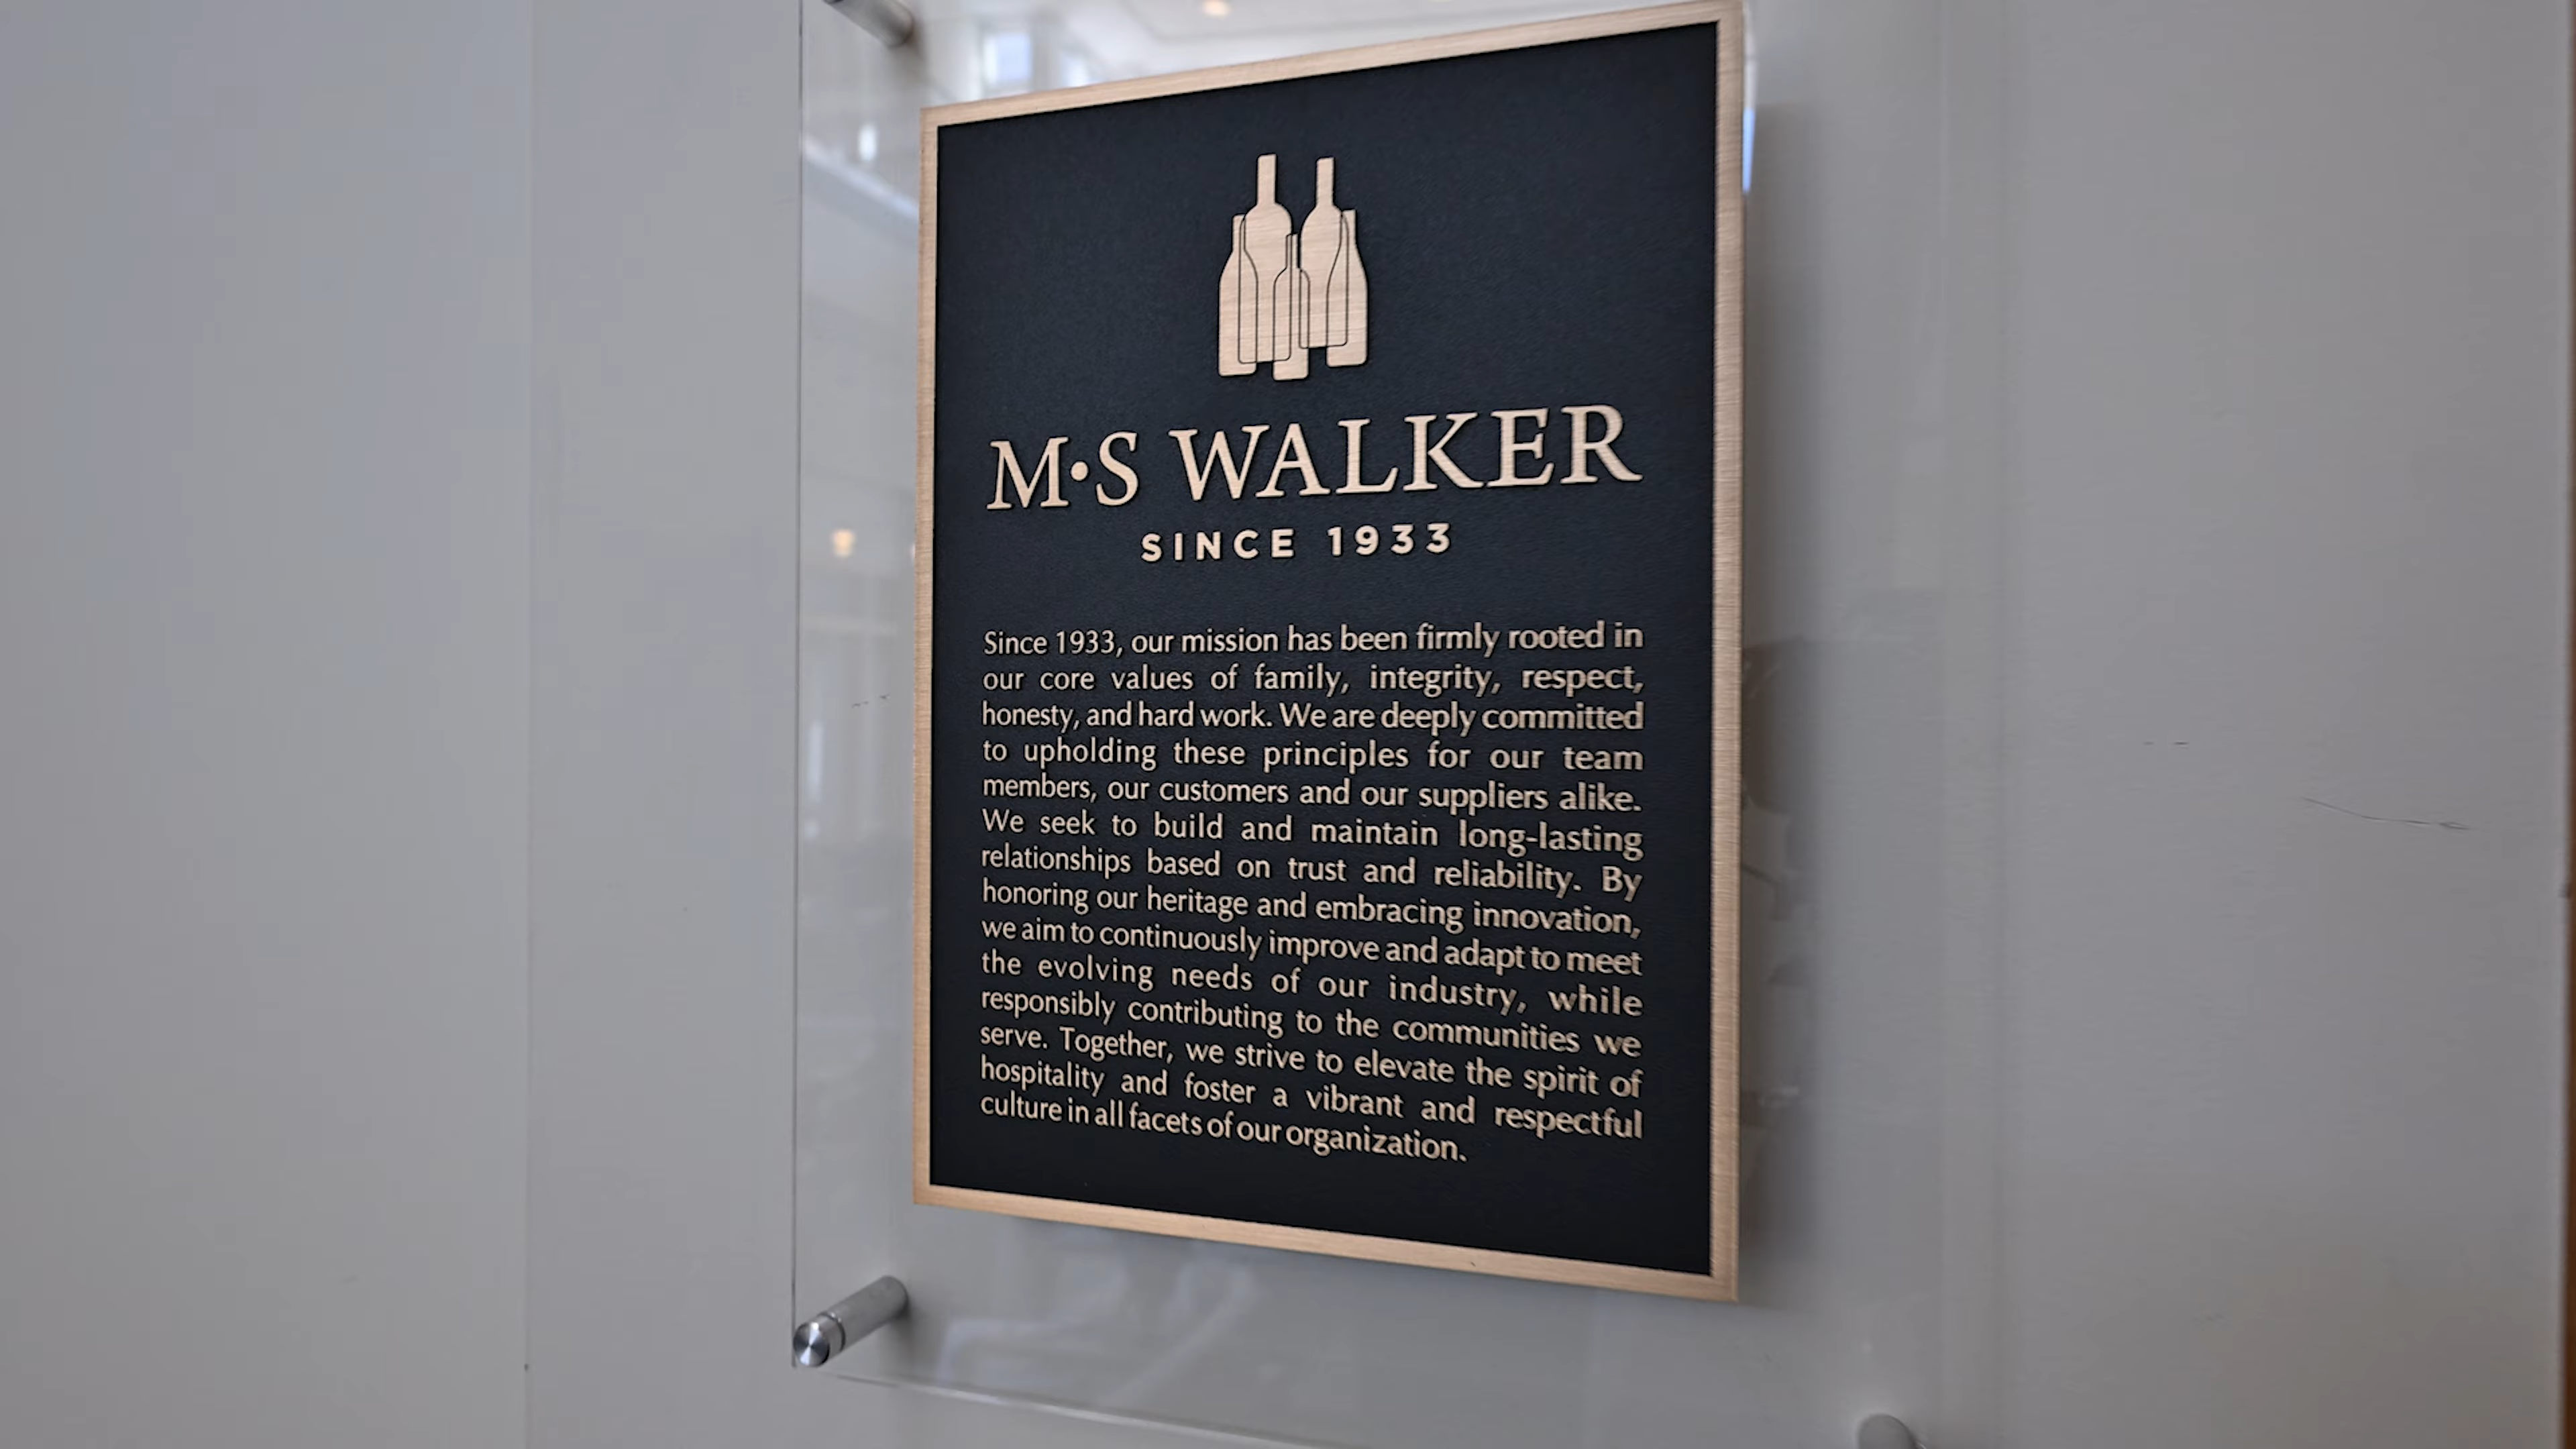 M·S WALKER
SINCE 1933
Since 1933, our mission has been firmly rooted in
our core values of family, integrity, respect,
honesty, and hard work. We are deeply committed
to upholding these principles for our team
members, our customers and our suppliers alike.
We seek to build and maintain long-lasting
relationships based on trust and reliability. By
honoring our heritage and embracing innovation,
we aim to continuously improve and adapt to meet
the evolving needs of our industry, while
responsibly contributing to the communities we
serve. Together, we strive to elevate the spirit of
hospitality and foster a vibrant and respectful
culture in all facets of our organization.